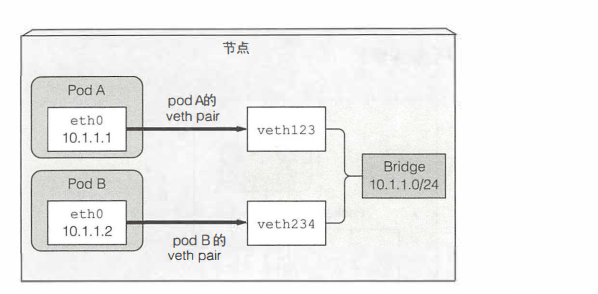 节点
Pod A
eth0
10.1.1.1
pod A的
veth pair
veth123
Bridge
10.1.1.0/24
Pod B
eth0
10.1.1.2
pod B的
veth pair
veth234